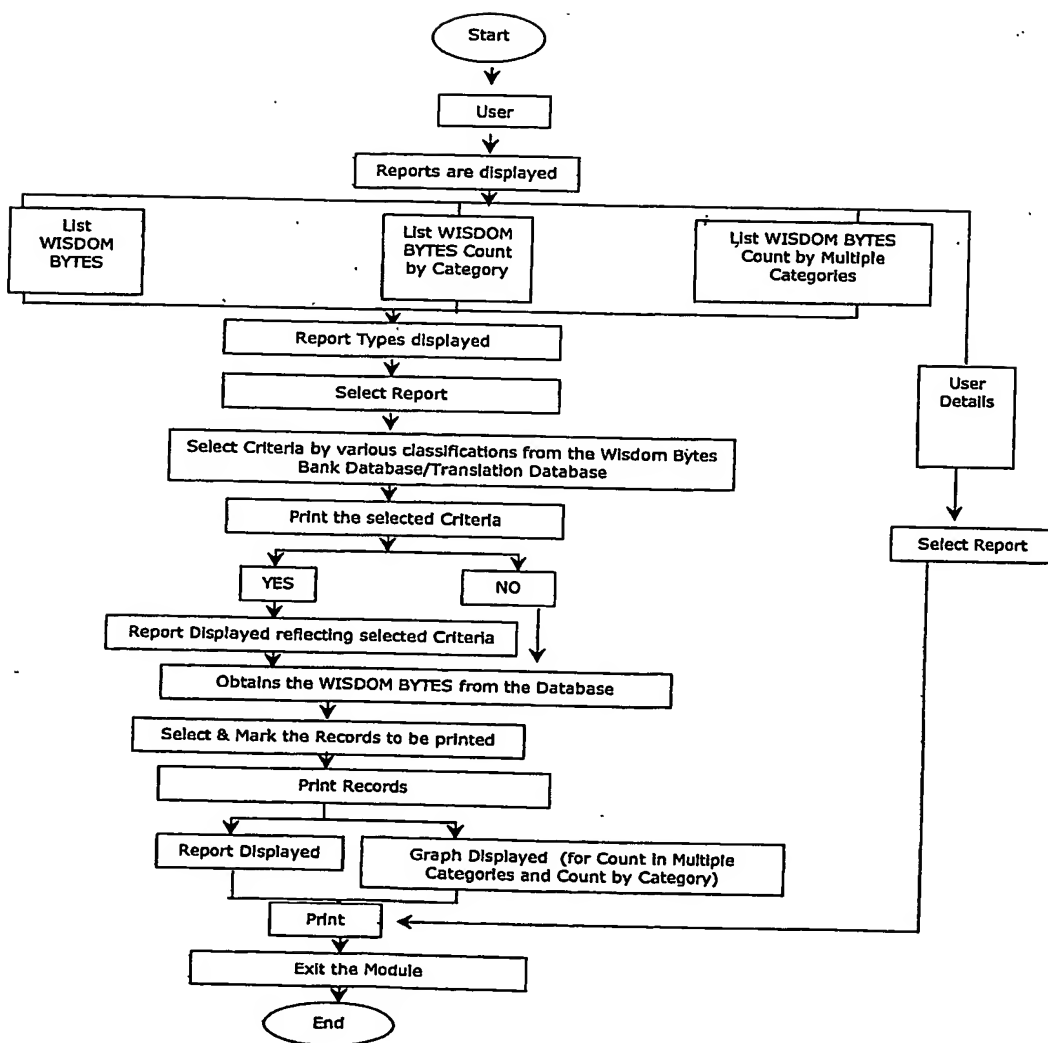 Start
User
Reports are displayed
List
WISDOM
BYTES
List WISDOM
BYTES Count
by Category
List WISDOM BYTES
Count by Multiple
Categories
Report Types displayed
Select Report
User
Details
Select Criteria by various classifications from the Wisdom Bytes
Bank Database/Translation Database
Print the selected Criteria
Select Report
YES
NO
Report Displayed reflecting selected Criteria
Obtains the WISDOM BYTES from the Database
Select & Mark the Records to be printed
Print Records
Report Displayed
Graph Displayed (for Count in Multiple
Categories and Count by Category)
Print
Exit the Module
End